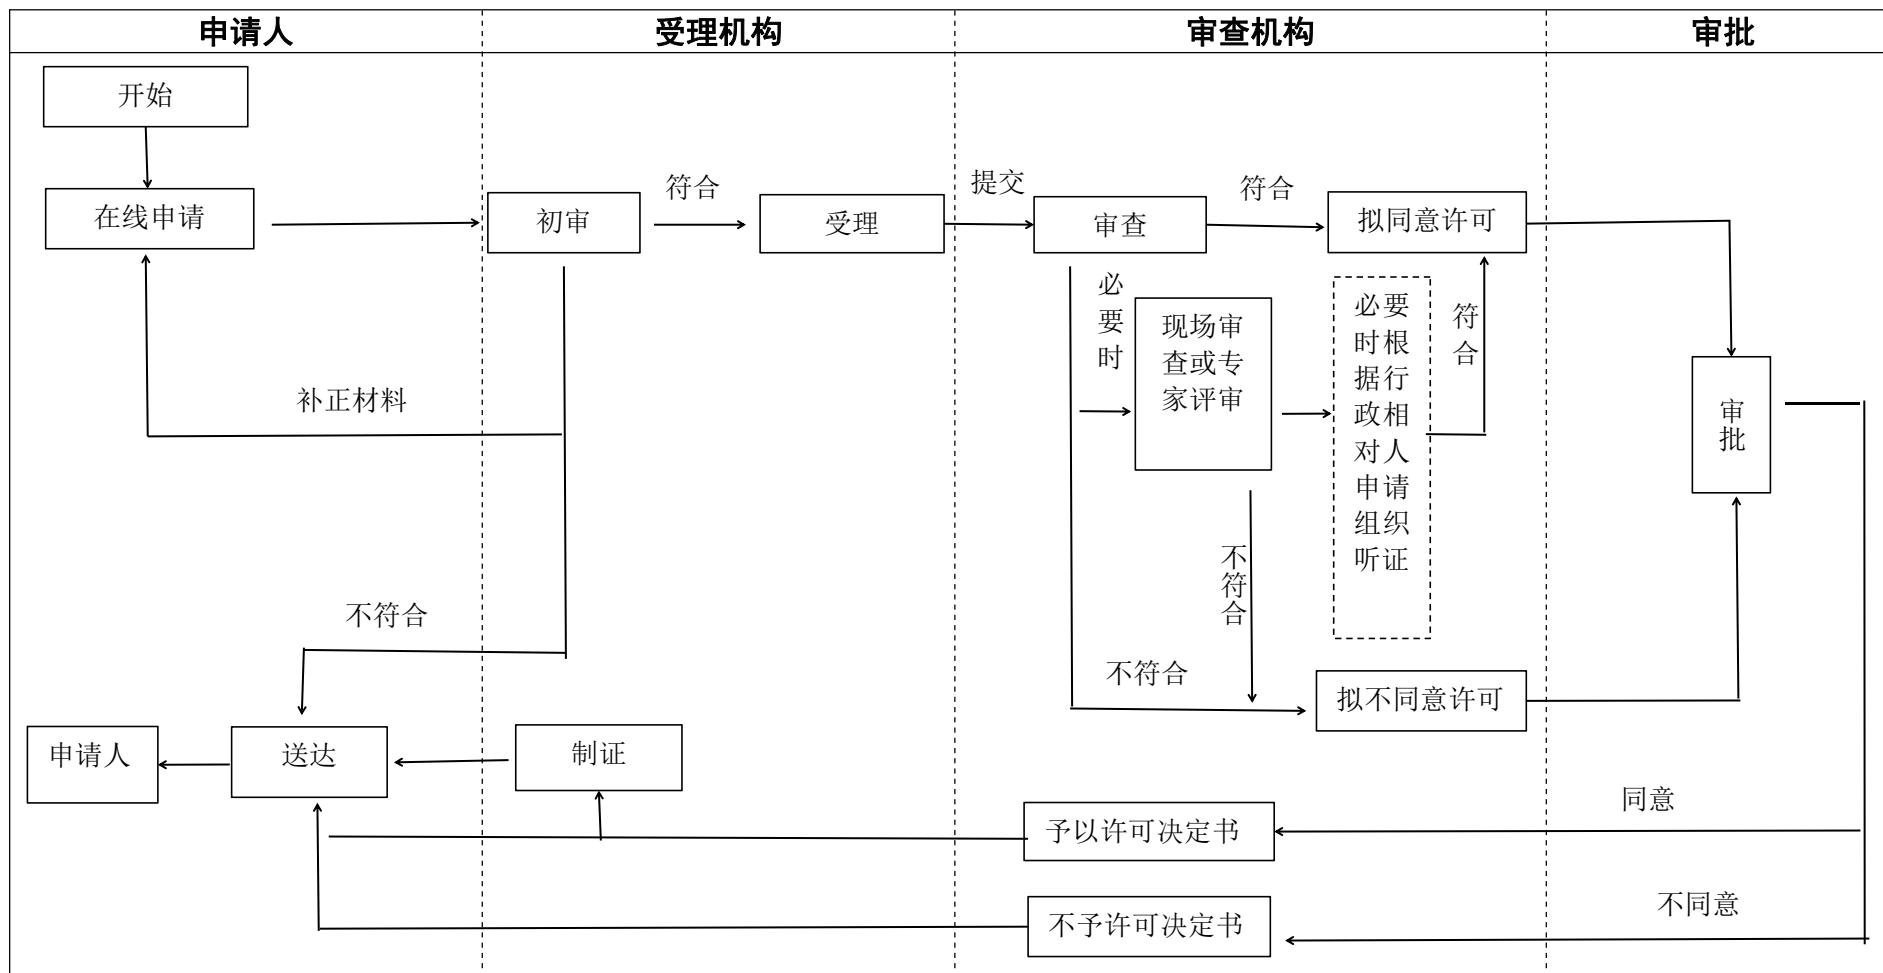 申请人
受理机构
审查机构
审批
开始
在线申请
初审
符合
受理
提交
审查
符合
拟同意许可
必
要
时
现场审
查或专
家评审
必要
时根
据行
政相
对人
申请
组织
听证
符
合
审
批
补正材料
不
符
合
不符合
不符合
拟不同意许可
申请人
送达
制证
同意
予以许可决定书
不同意
不予许可决定书